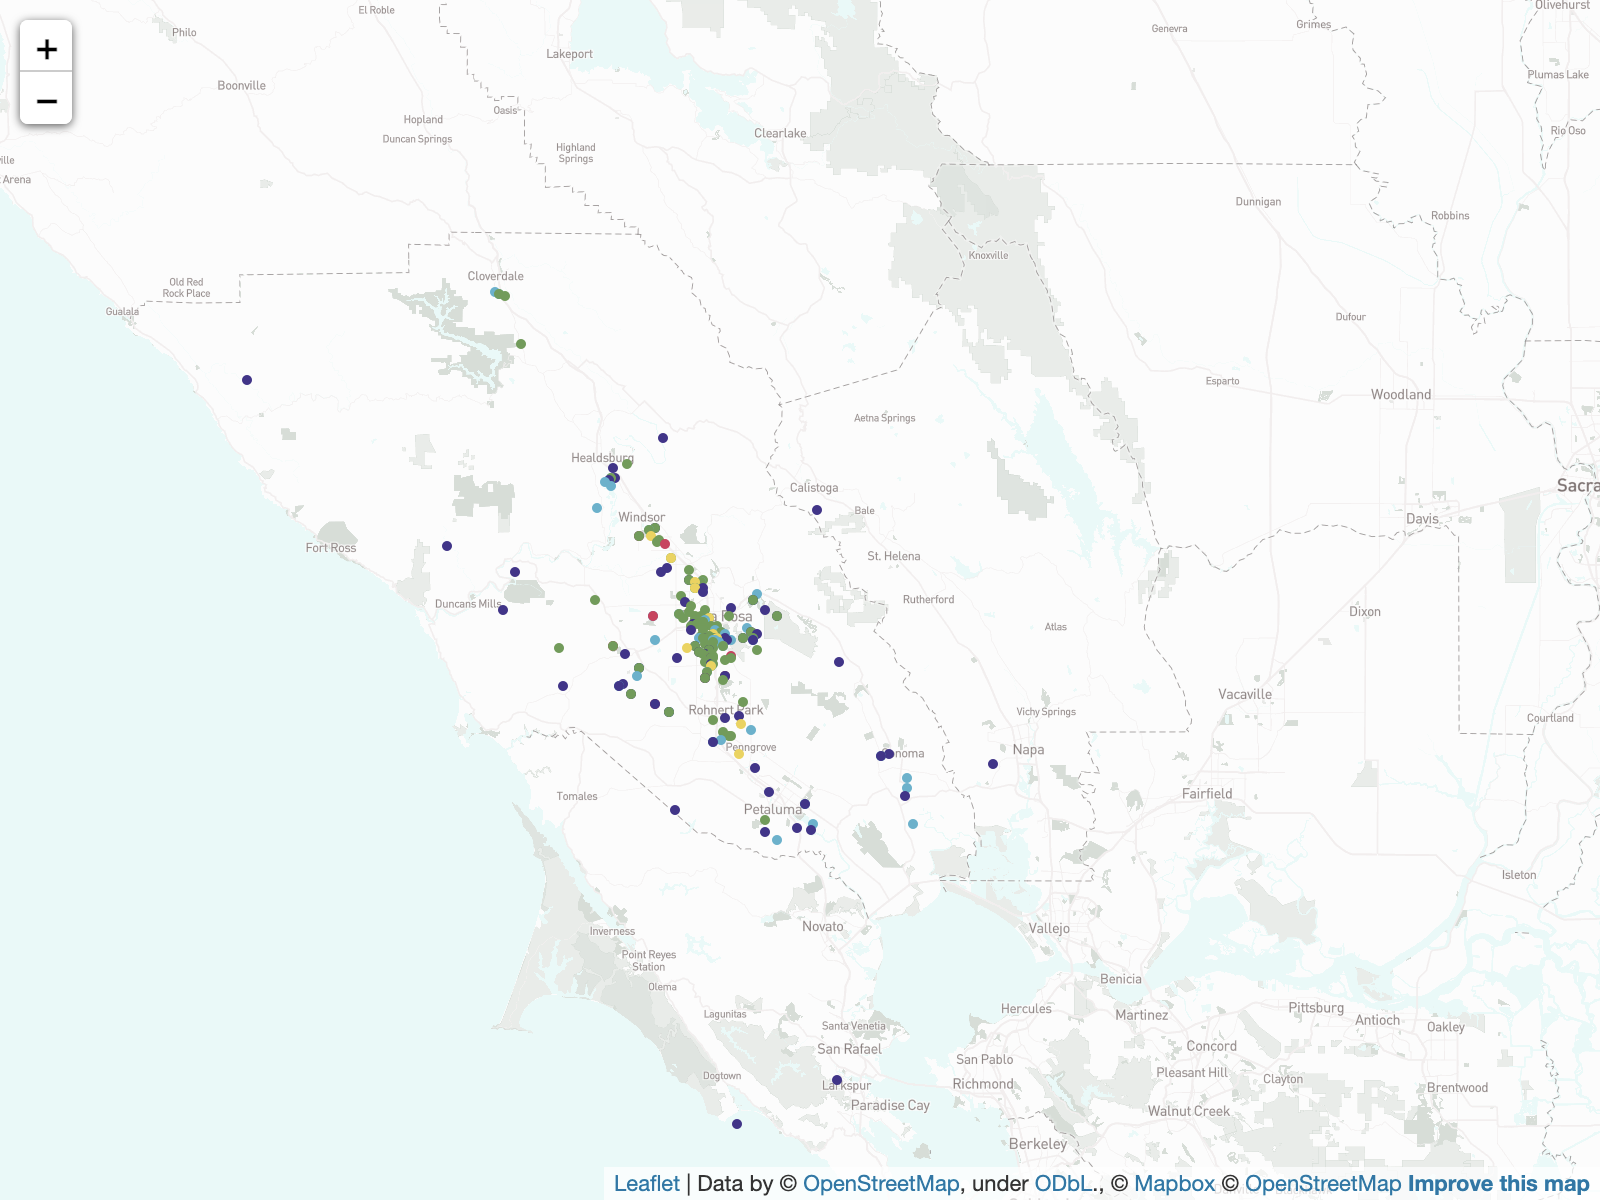 +
−
El Roble
Philo
Boonville
Lakeport
Genevra
Grimes
Olivehurst
Plumas Lake
Oasis
Hopland
Duncan Springs
Highland
Springs
Clearlake
Rio Oso
ville
Arena
Dunnigan
Robbins
Knoxville
Cloverdale
Old Red
Rock Place
Gualala
Dufour
Esparto
Woodland
Aetna Springs
Healdsburg
Calistoga
Bale
Sacra
Windsor
Davis
Fort Ross
St. Helena
Duncans Mills
Rutherford
Dixon
a Rosa
Atlas
Vacaville
Rohnert Park
Vichy Springs
Courtland
Penngrove
noma
Napa
Tomales
Petaluma
Fairfield
Isleton
Novato
Vallejo
Inverness
Point Reyes
Station
Olema
Benicia
Lagunitas
Santa Venetia
Hercules
Martinez
Pittsburg
Antioch
Oakley
San Rafael
San Pablo
Concord
Dogtown
Larkspur
Richmond
Pleasant Hill
Clayton
Brentwood
Paradise Cay
Walnut Creek
Berkeley
Leaflet | Data by © OpenStreetMap, under ODbL., © Mapbox © OpenStreetMap Improve this map